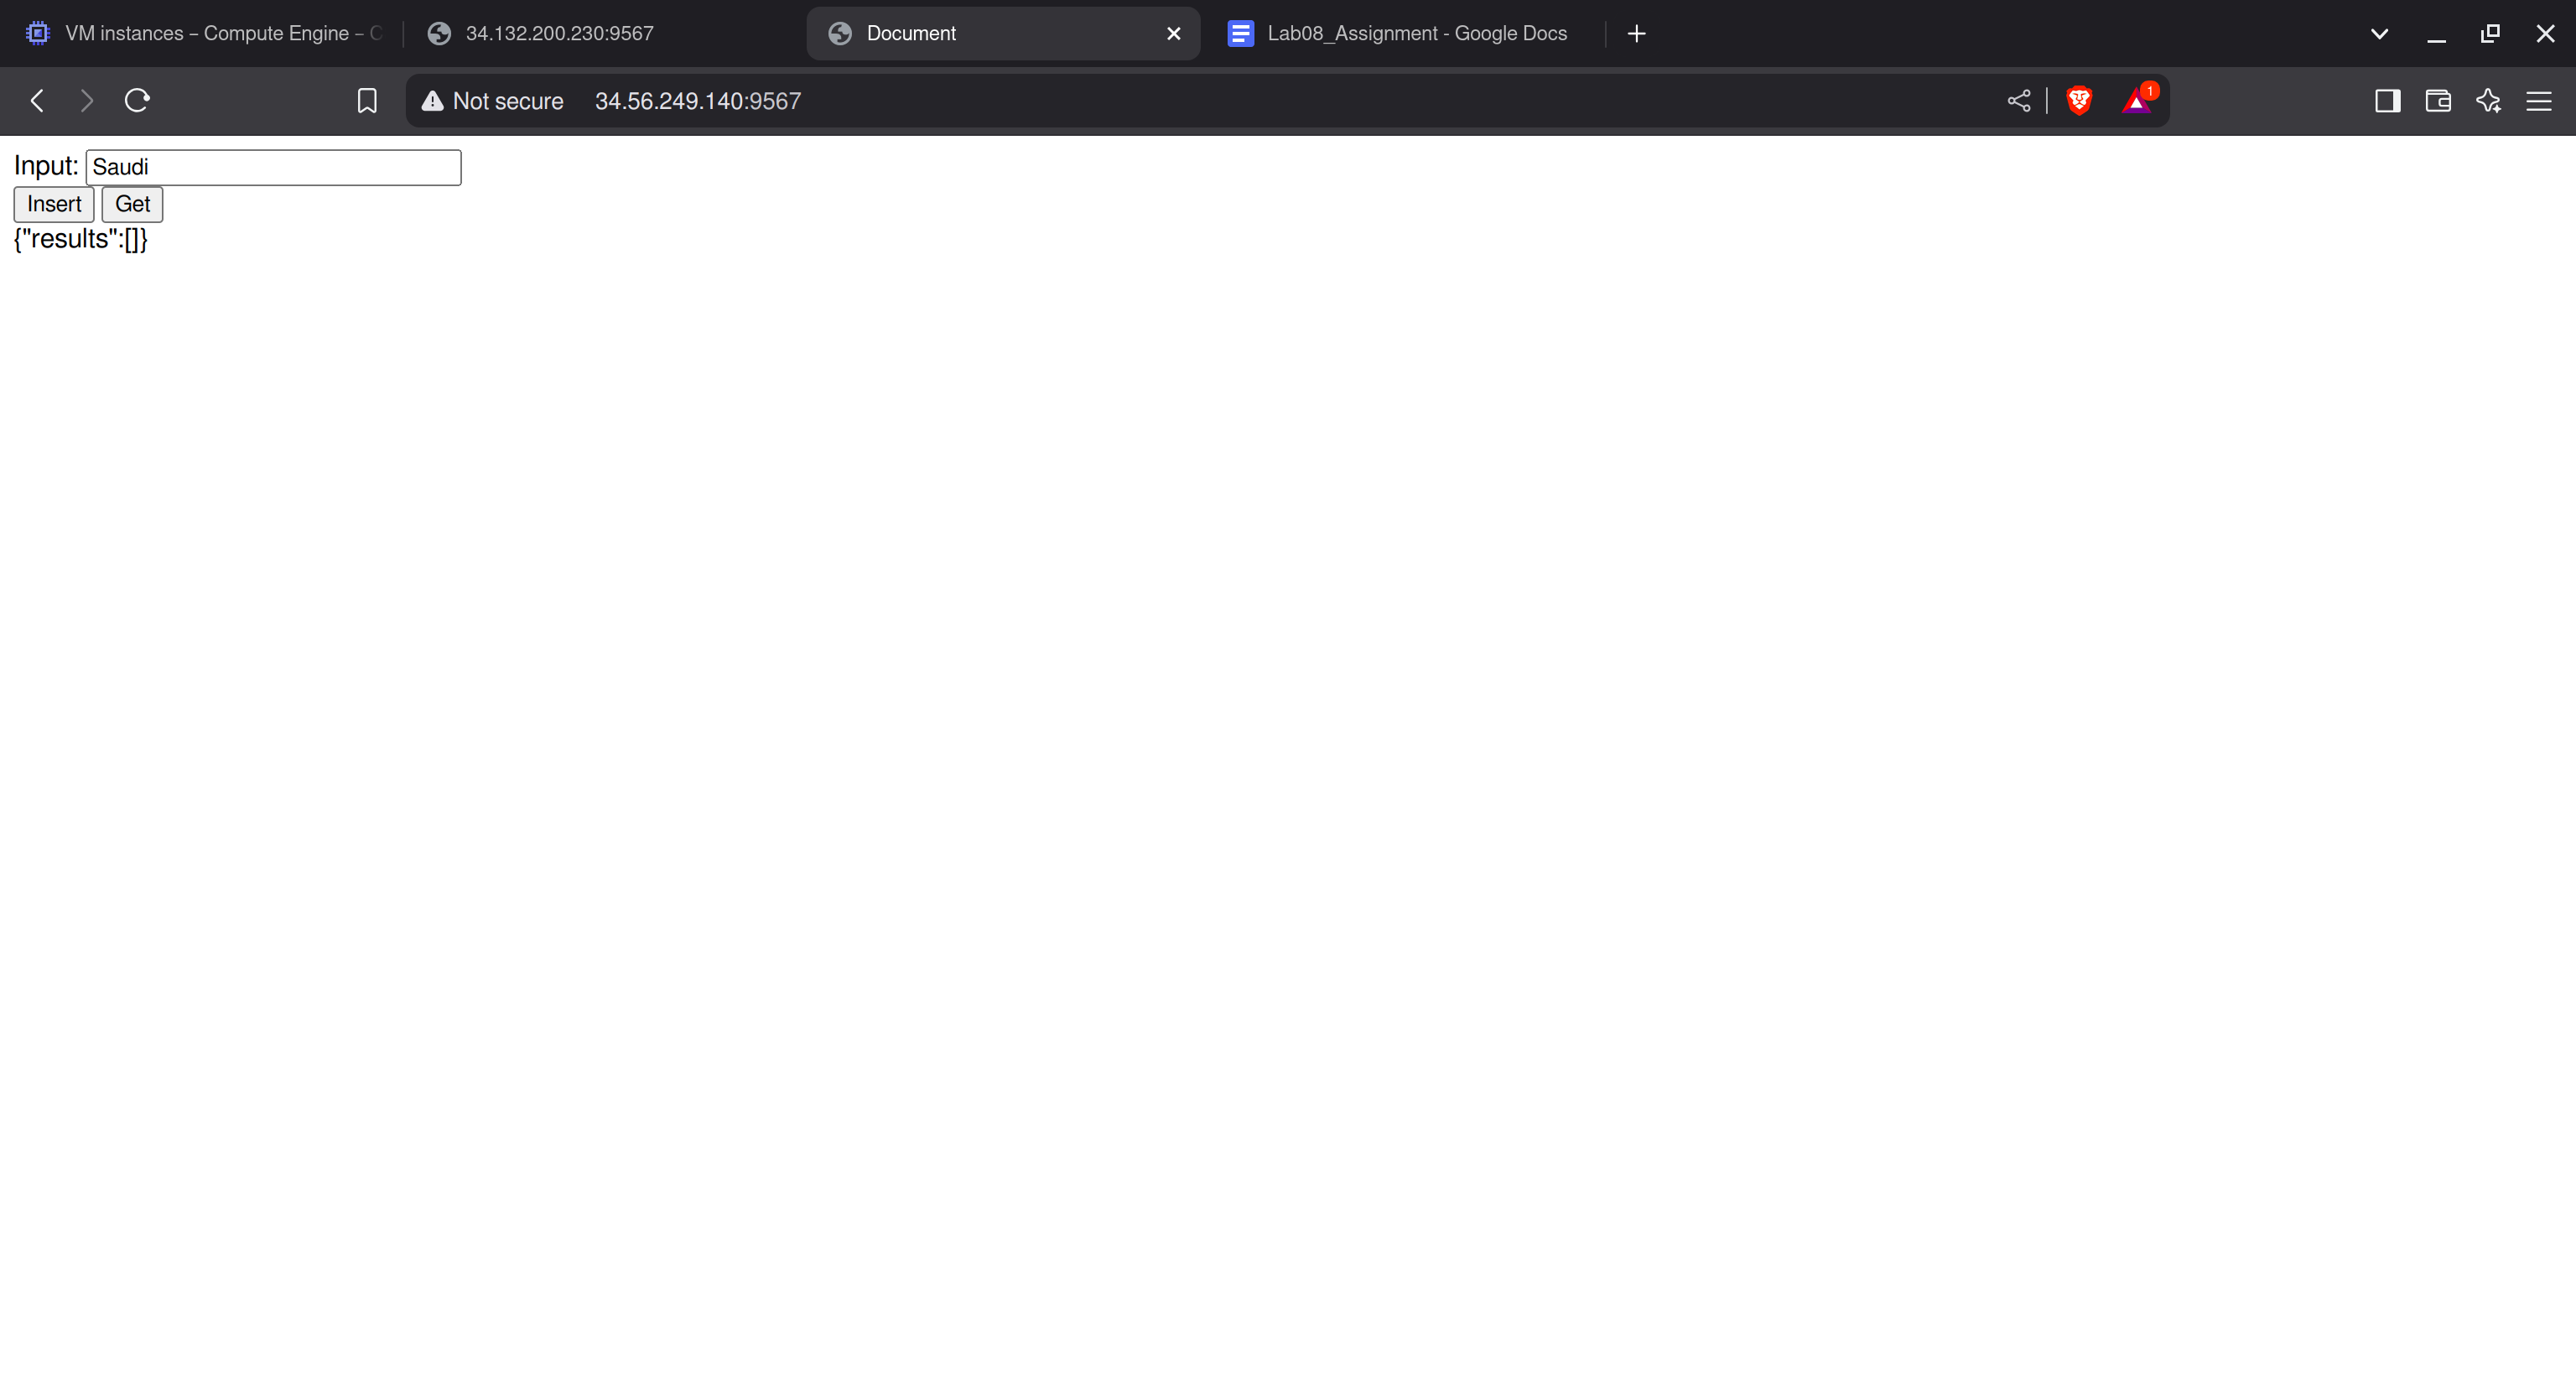 VM instances – Compute Engine – C
34.132.200.230:9567
Document
Lab08_Assignment - Google Docs
Not secure
34.56.249.140:9567
1
Input: Saudi
Insert Get
{"results":[]}